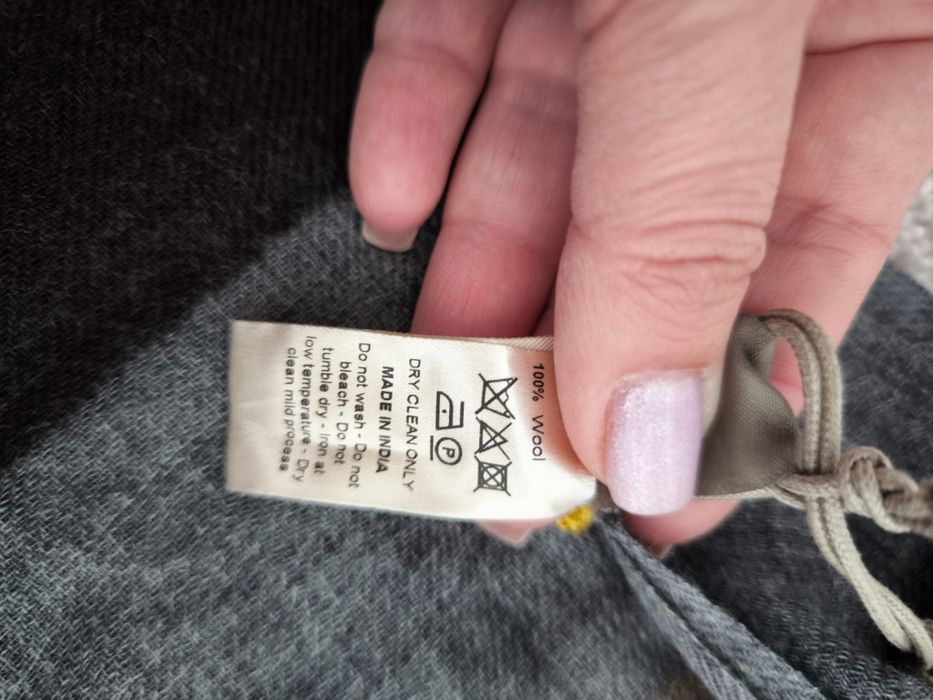 100% Wool
P
DRY CLEAN ONLY
MADE IN INDIA
Do not wash - Do not
bleach - Do not
tumble dry - Iron at
low temperature - Dry
clean mild process